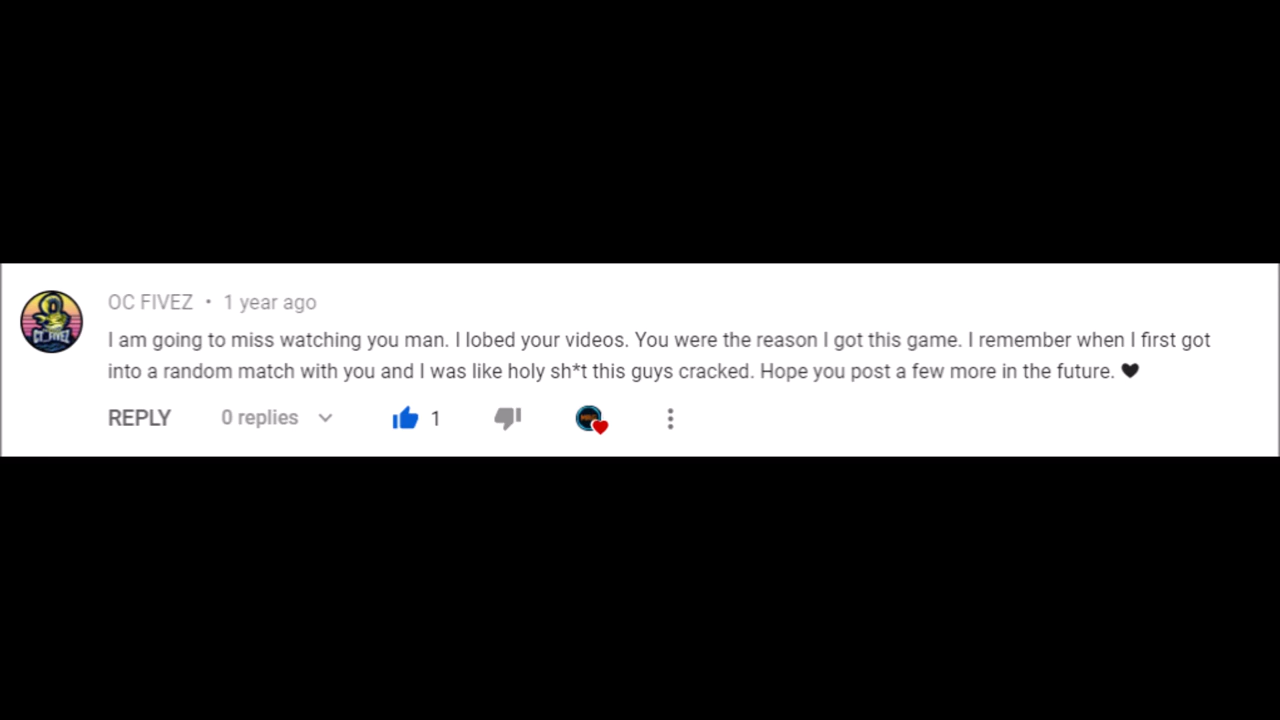 OC FIVEZ • 1 year ago
I am going to miss watching you man. I lobed your videos. You were the reason I got this game. I remember when I first got
into a random match with you and I was like holy sh*t this guys cracked. Hope you post a few more in the future. 🖤
REPLY 0 replies 1